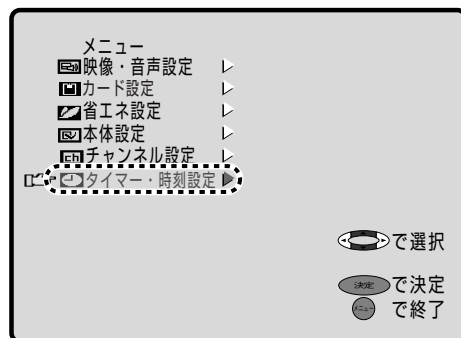 メニュー
映像・音声設定
カード設定
省エネ設定
本体設定
chチャンネル設定
タイマー・時刻設定
で選択
決定 で決定
メニュー で終了